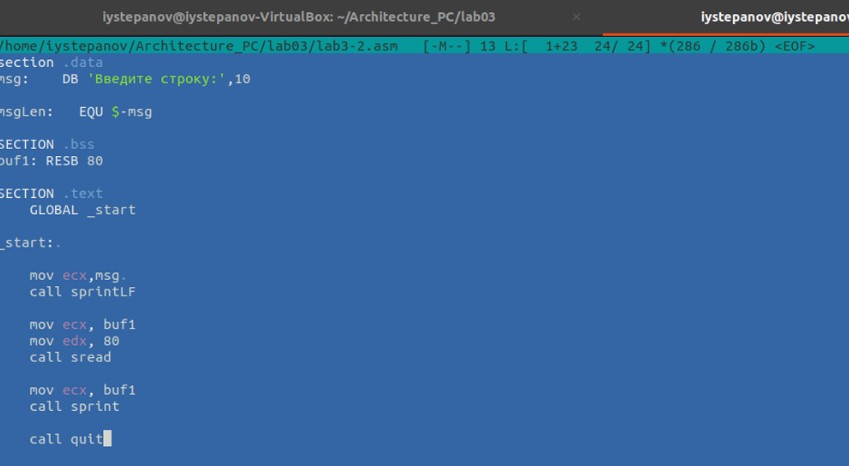 iystepanov@iystepanov-VirtualBox: ~/Architecture_PC/lab03 × iystepanov@iystepano
/home/iystepanov/Architecture_PC/lab03/lab3-2.asm [-M--] 13 L:[ 1+23 24/ 24] *(286 / 286b) <EOF>
section .data
msg: DB 'Введите строку:',10
msgLen: EQU $-msg
SECTION .bss
buf1: RESB 80
SECTION .text
GLOBAL _start
_start:.
mov ecx,msg.
call sprintLF
mov ecx, buf1
mov edx, 80
call sread
mov ecx, buf1
call sprint
call quit